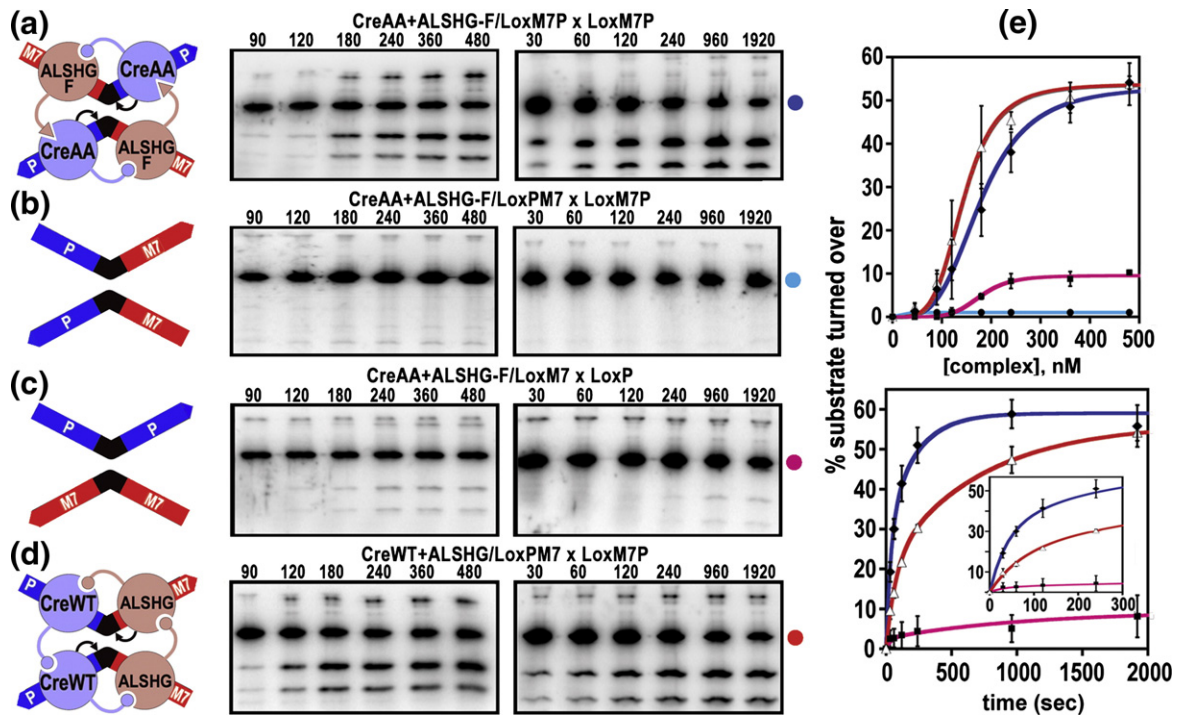 (a)
M7
P
ALSHG
F
CreAA
CreAA
ALSHG
F
P
M7
CreAA+ALSHG-F/LoxM7P x LoxM7P
90 120 180 240 360 480
30 60 120 240 960 1920
(b)
P
M7
P
M7
CreAA+ALSHG-F/LoxPM7 x LoxM7P
90 120 180 240 360 480
30 60 120 240 960 1920
(c)
P
P
M7
M7
CreAA+ALSHG-F/LoxM7 x LoxP
90 120 180 240 360 480
30 60 120 240 960 1920
(d)
P
M7
CreWT
ALSHG
CreWT
ALSHG
P
M7
CreWT+ALSHG/LoxPM7 x LoxM7P
90 120 180 240 360 480
30 60 120 240 960 1920
(e)
% substrate turned over
60
50
40
30
20
10
0
0 100 200 300 400 500
[complex], nM
60
50
40
30
20
10
0
0 500 1000 1500 2000
time (sec)
50
30
10
0 100 200 300